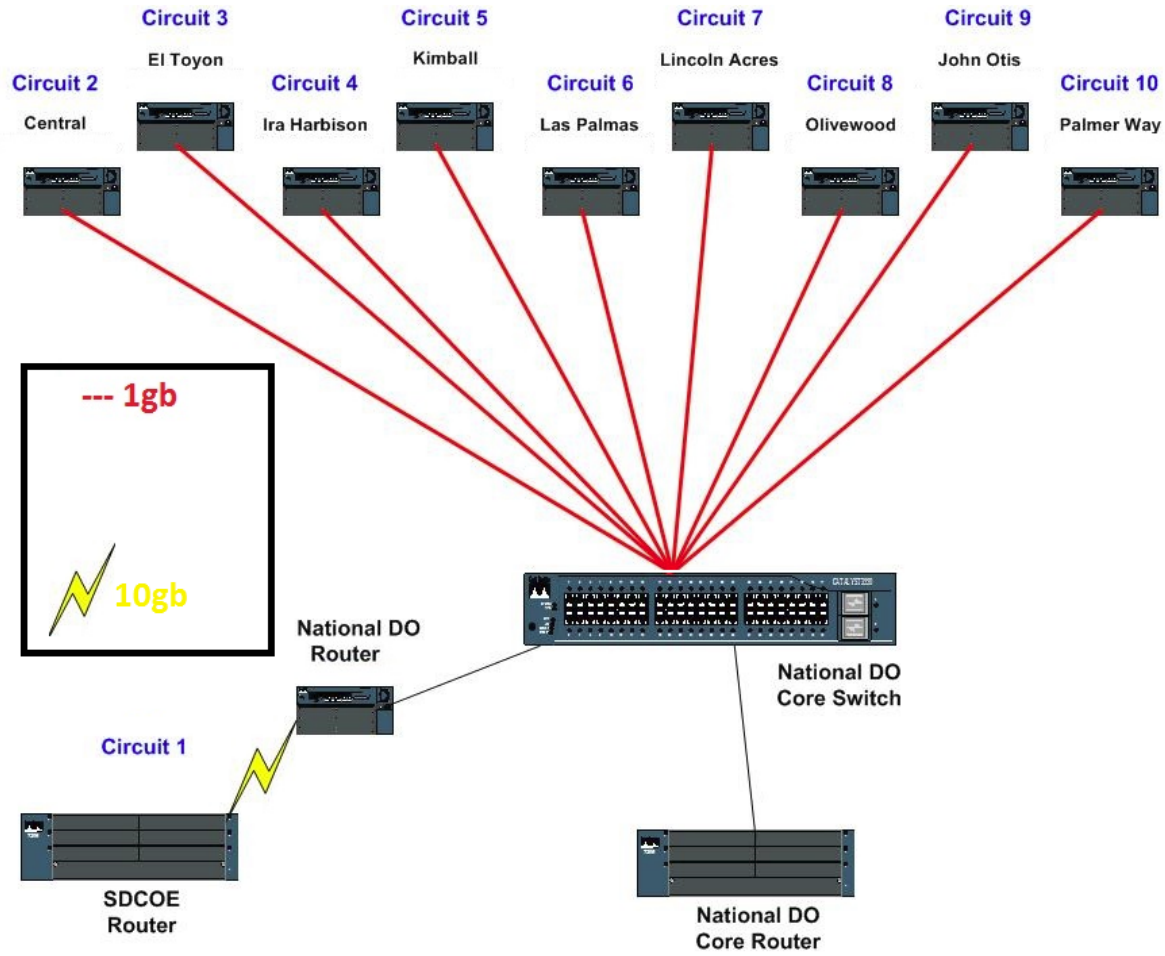 Circuit 3
Circuit 5
Circuit 7
Circuit 9
El Toyon
Kimball
Lincoln Acres
John Otis
Circuit 2
Circuit 4
Circuit 6
Circuit 8
Circuit 10
Central
Ira Harbison
Las Palmas
Olivewood
Palmer Way
--- 1gb
10gb
CATALYST
National DO
Router
National DO
Core Switch
Circuit 1
SDCOE
Router
National DO
Core Router